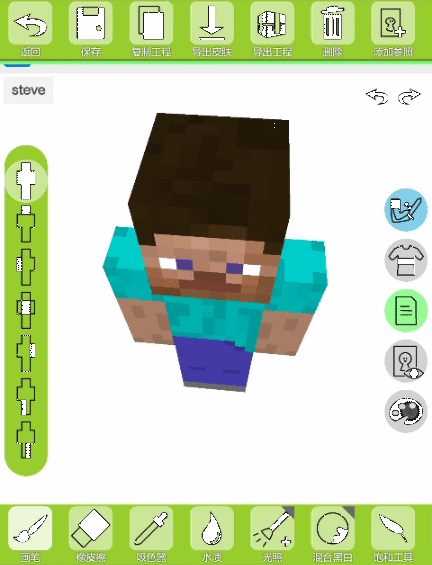 返回 保存 复制工程 导出皮肤 导出工程 删除 添加参照
steve
画笔 橡皮擦 吸色器 水渍 光照 混合黑白 饱和工具